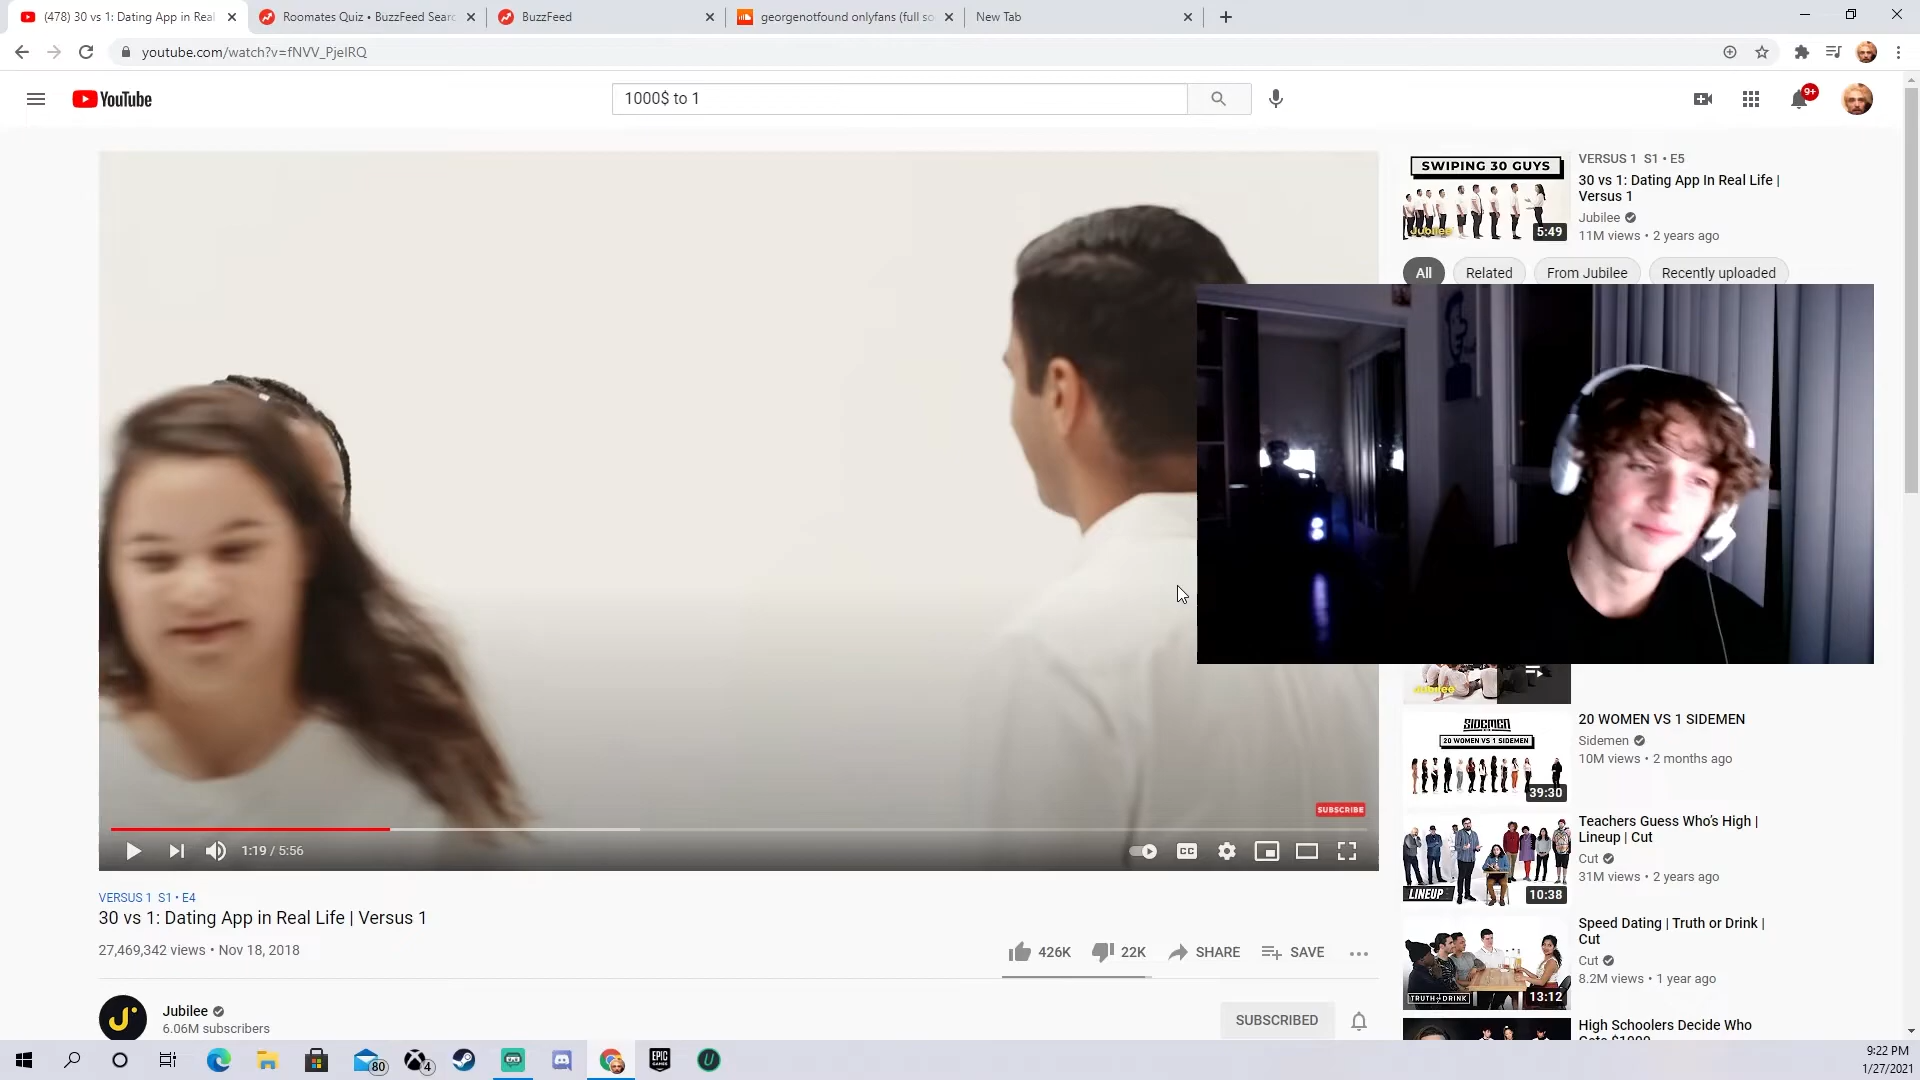 (478) 30 vs 1: Dating App in Real
Roomates Quiz • BuzzFeed Searc
BuzzFeed
georgenotfound onlyfans (full so
New Tab
youtube.com/watch?v=fNVV_PjeIRQ
YouTube
1000$ to 1
9+
SWIPING 30 GUYS
Jubilee
5:49
VERSUS 1 S1 • E5
30 vs 1: Dating App In Real Life |
Versus 1
Jubilee
11M views • 2 years ago
All
Related
From Jubilee
Recently uploaded
Jubilee
SIDEMEN
20 WOMEN VS 1 SIDEMEN
39:30
20 WOMEN VS 1 SIDEMEN
Sidemen
10M views • 2 months ago
LINEUP
10:38
Teachers Guess Who's High |
Lineup | Cut
Cut
31M views • 2 years ago
TRUTH or DRINK
13:12
Speed Dating | Truth or Drink |
Cut
Cut
8.2M views • 1 year ago
High Schoolers Decide Who
SUBSCRIBE
1:19 / 5:56
CC
VERSUS 1 S1 • E4
30 vs 1: Dating App in Real Life | Versus 1
27,469,342 views • Nov 18, 2018
426K
22K
SHARE
SAVE
Jubilee
6.06M subscribers
SUBSCRIBED
80
4
EPIC
GAMES
9:22 PM
1/27/2021